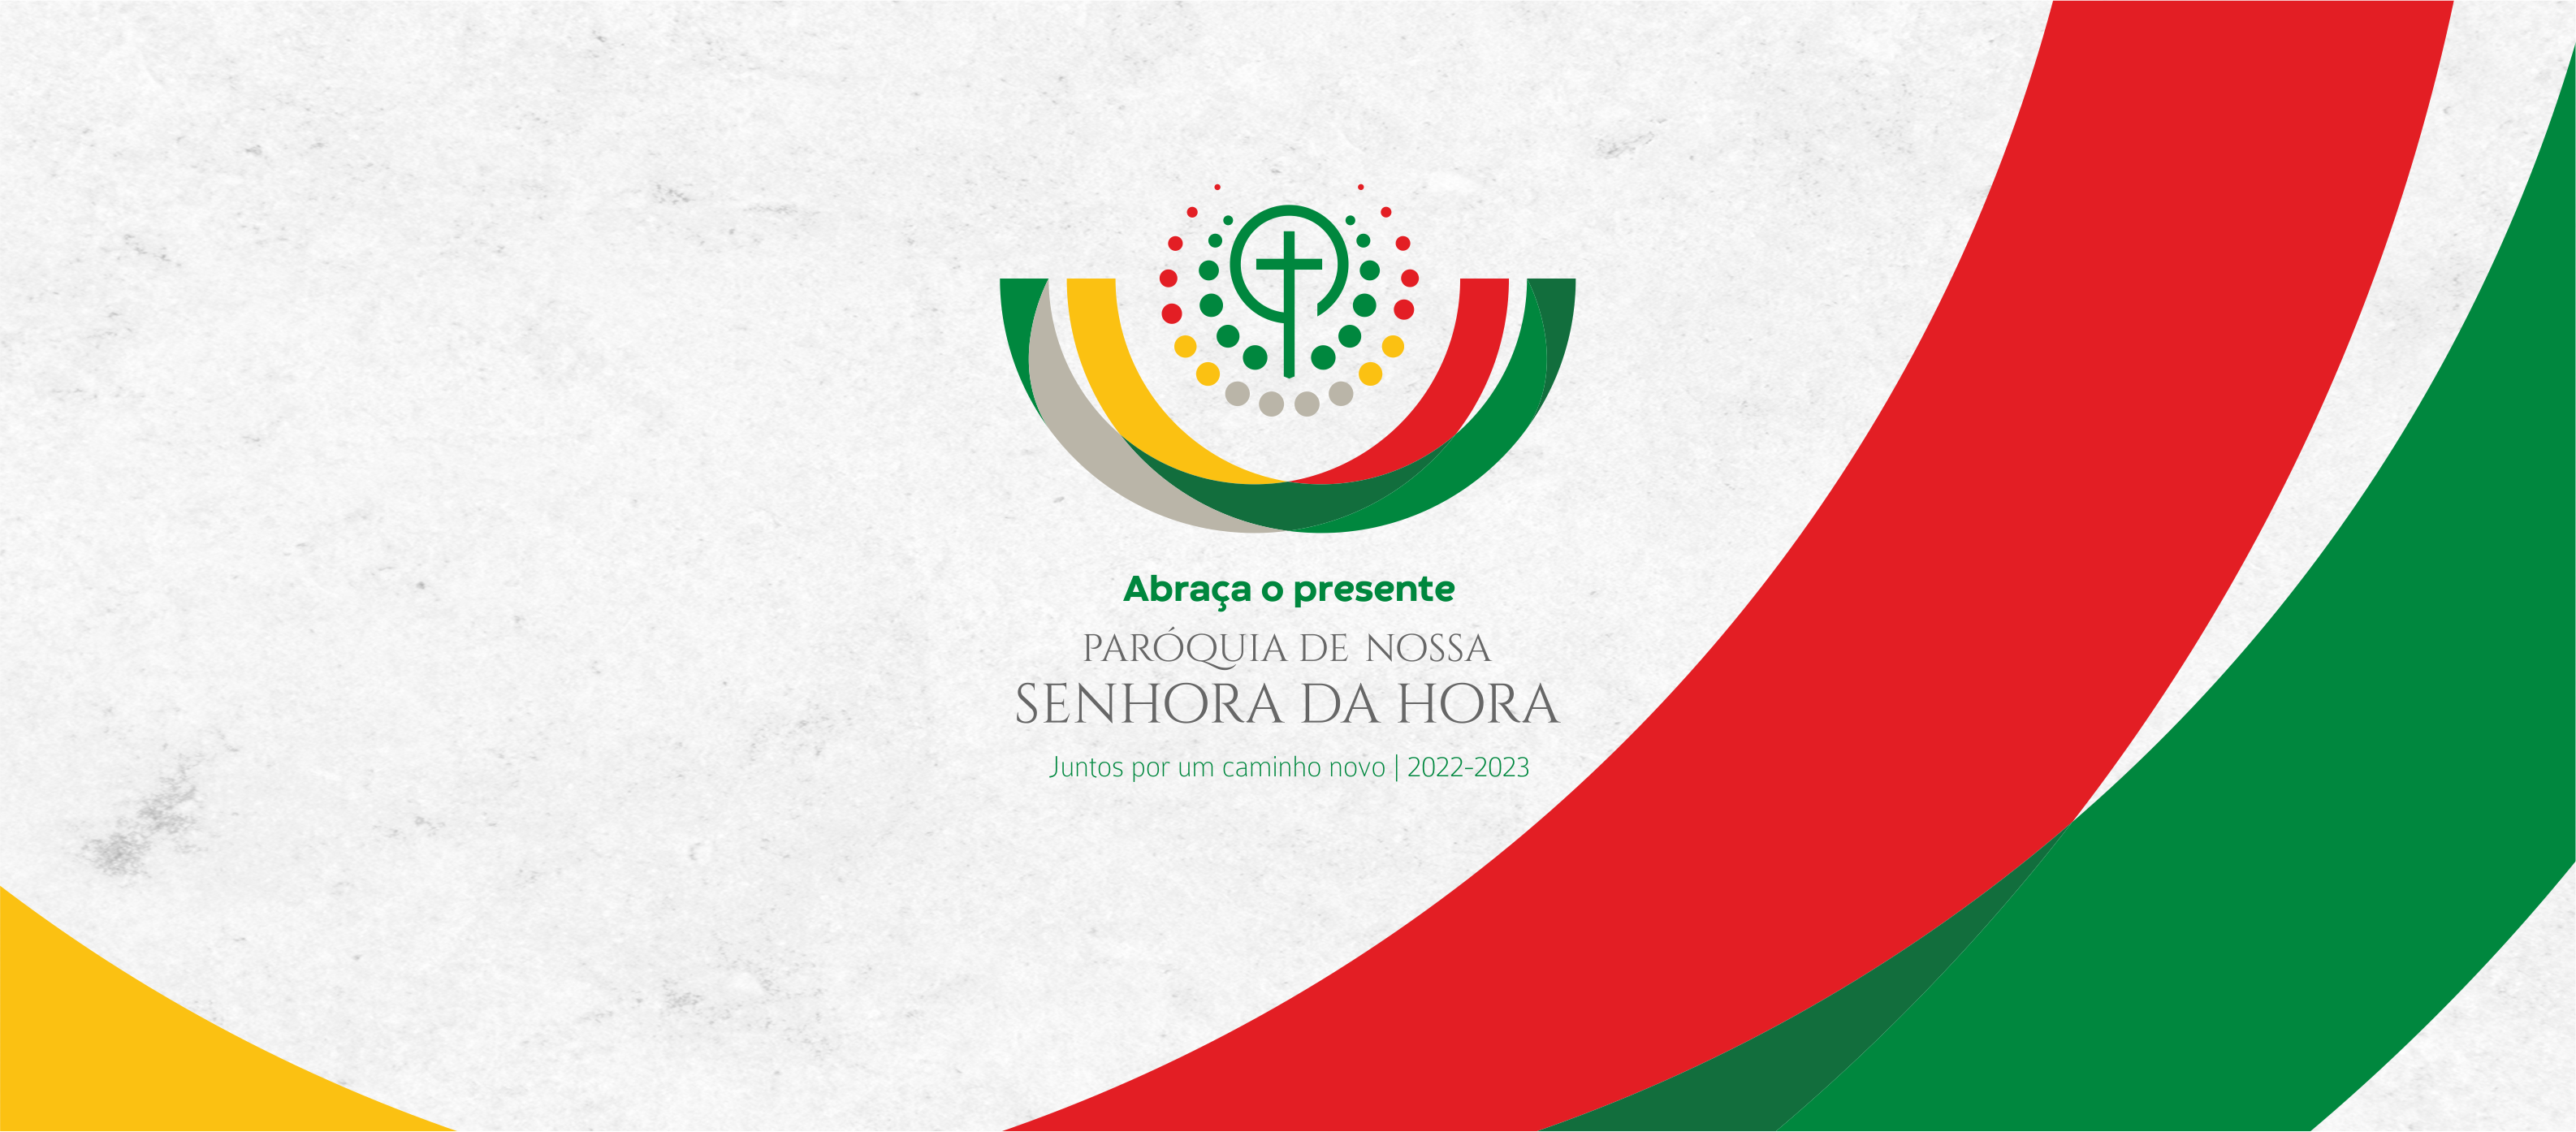 Abraça o presente
PARÓQUIA DE NOSSA
SENHORA DA HORA
Juntos por um caminho novo | 2022-2023